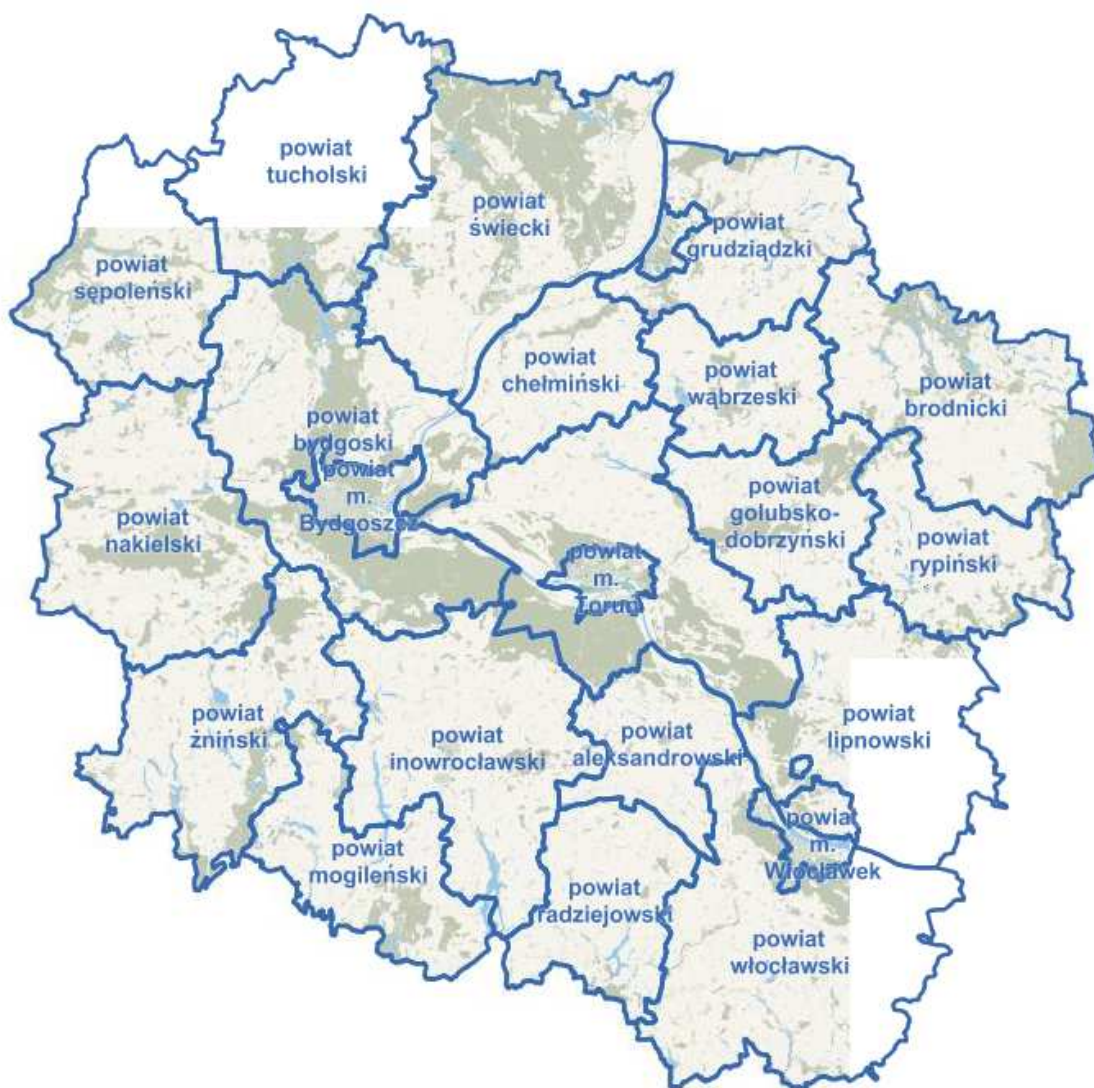 powiat
tucholski
powiat
świecki
powiat
grudziądzki
powiat
sępoleński
powiat
chełmiński
powiat
wąbrzeski
powiat
brodnicki
powiat
bydgoski
powiat
m.
Bydgoszcz
powiat
nakielski
powiat
golubsko-
dobrzyński
powiat
rypiński
powiat
m.
Toruń
powiat
żniński
powiat
inowrocławski
powiat
aleksandrowski
powiat
lipnowski
powiat
m.
Włocławek
powiat
mogileński
powiat
radziejowski
powiat
włocławski